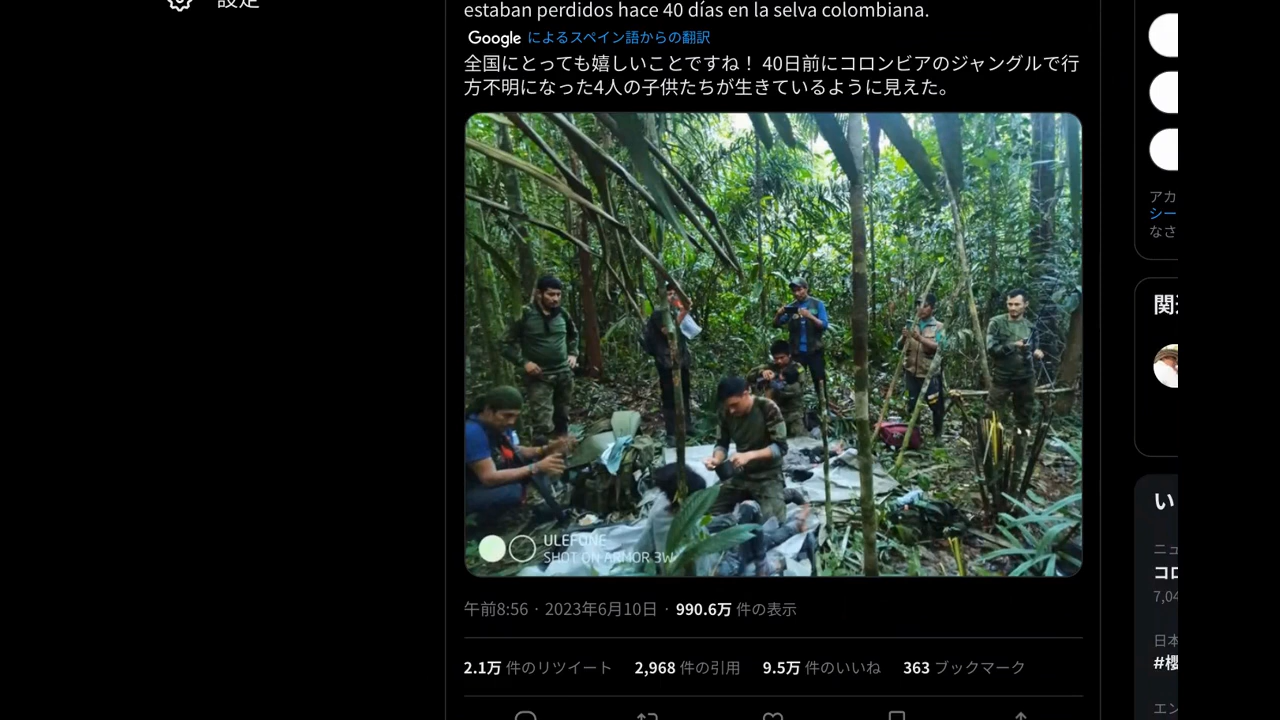 設定
estaban perdidos hace 40 días en la selva colombiana.
Google によるスペイン語からの翻訳
全国にとっても嬉しいことですね！ 40日前にコロンビアのジャングルで行
方不明になった4人の子供たちが生きているように見えた。
ULEFONE
SHOT ON ARMOR 3W
午前8:56 · 2023年6月10日 · 990.6万 件の表示
2.1万 件のリツイート 2,968 件の引用 9.5万 件のいいね 363 ブックマーク
アカ
シー
なさ
い
ニュ
コロ
7,04
日本
#櫻
エン